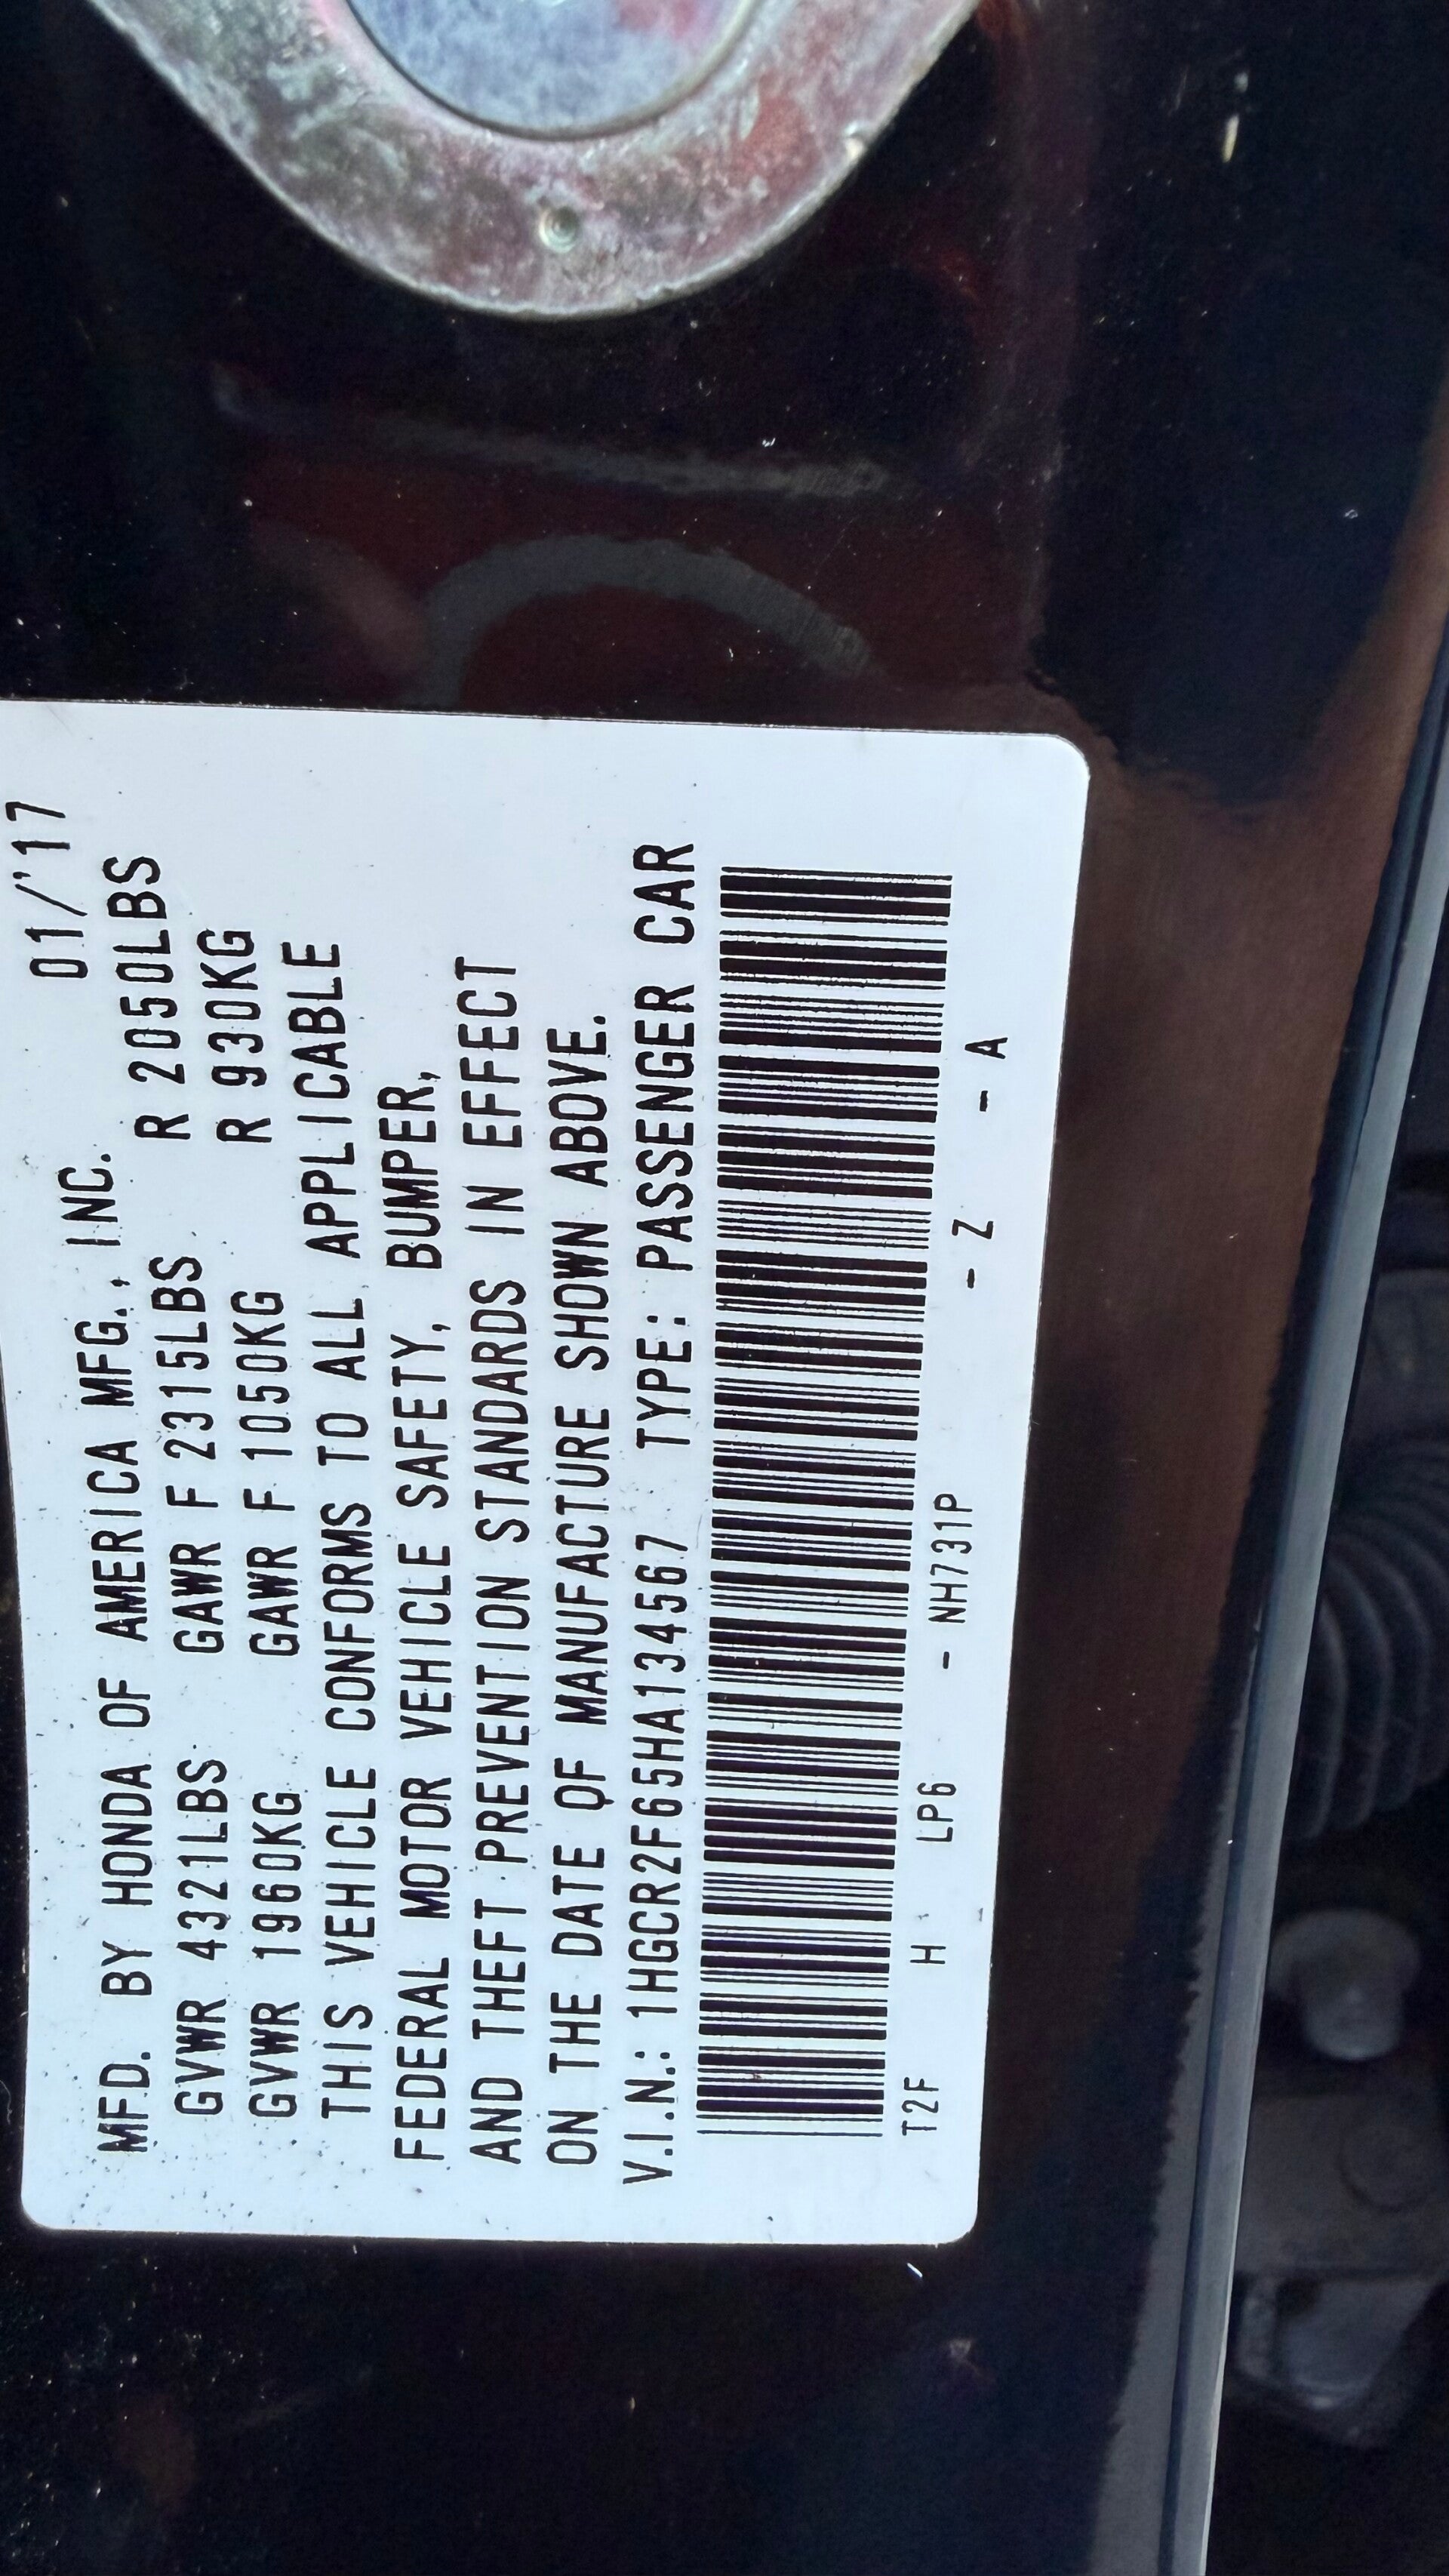 01/'17
MFD. BY HONDA OF AMERICA MFG., INC.
GVWR 4321LBS GAWR F 2315LBS R 2050LBS
GVWR 1960KG GAWR F 1050KG R 930KG
THIS VEHICLE CONFORMS TO ALL APPLICABLE
FEDERAL MOTOR VEHICLE SAFETY, BUMPER,
AND THEFT PREVENTION STANDARDS IN EFFECT
ON THE DATE OF MANUFACTURE SHOWN ABOVE.
V.I.N.: 1HGCR2F65HA134567 TYPE: PASSENGER CAR
T2F H LP6 - NH731P - Z - A